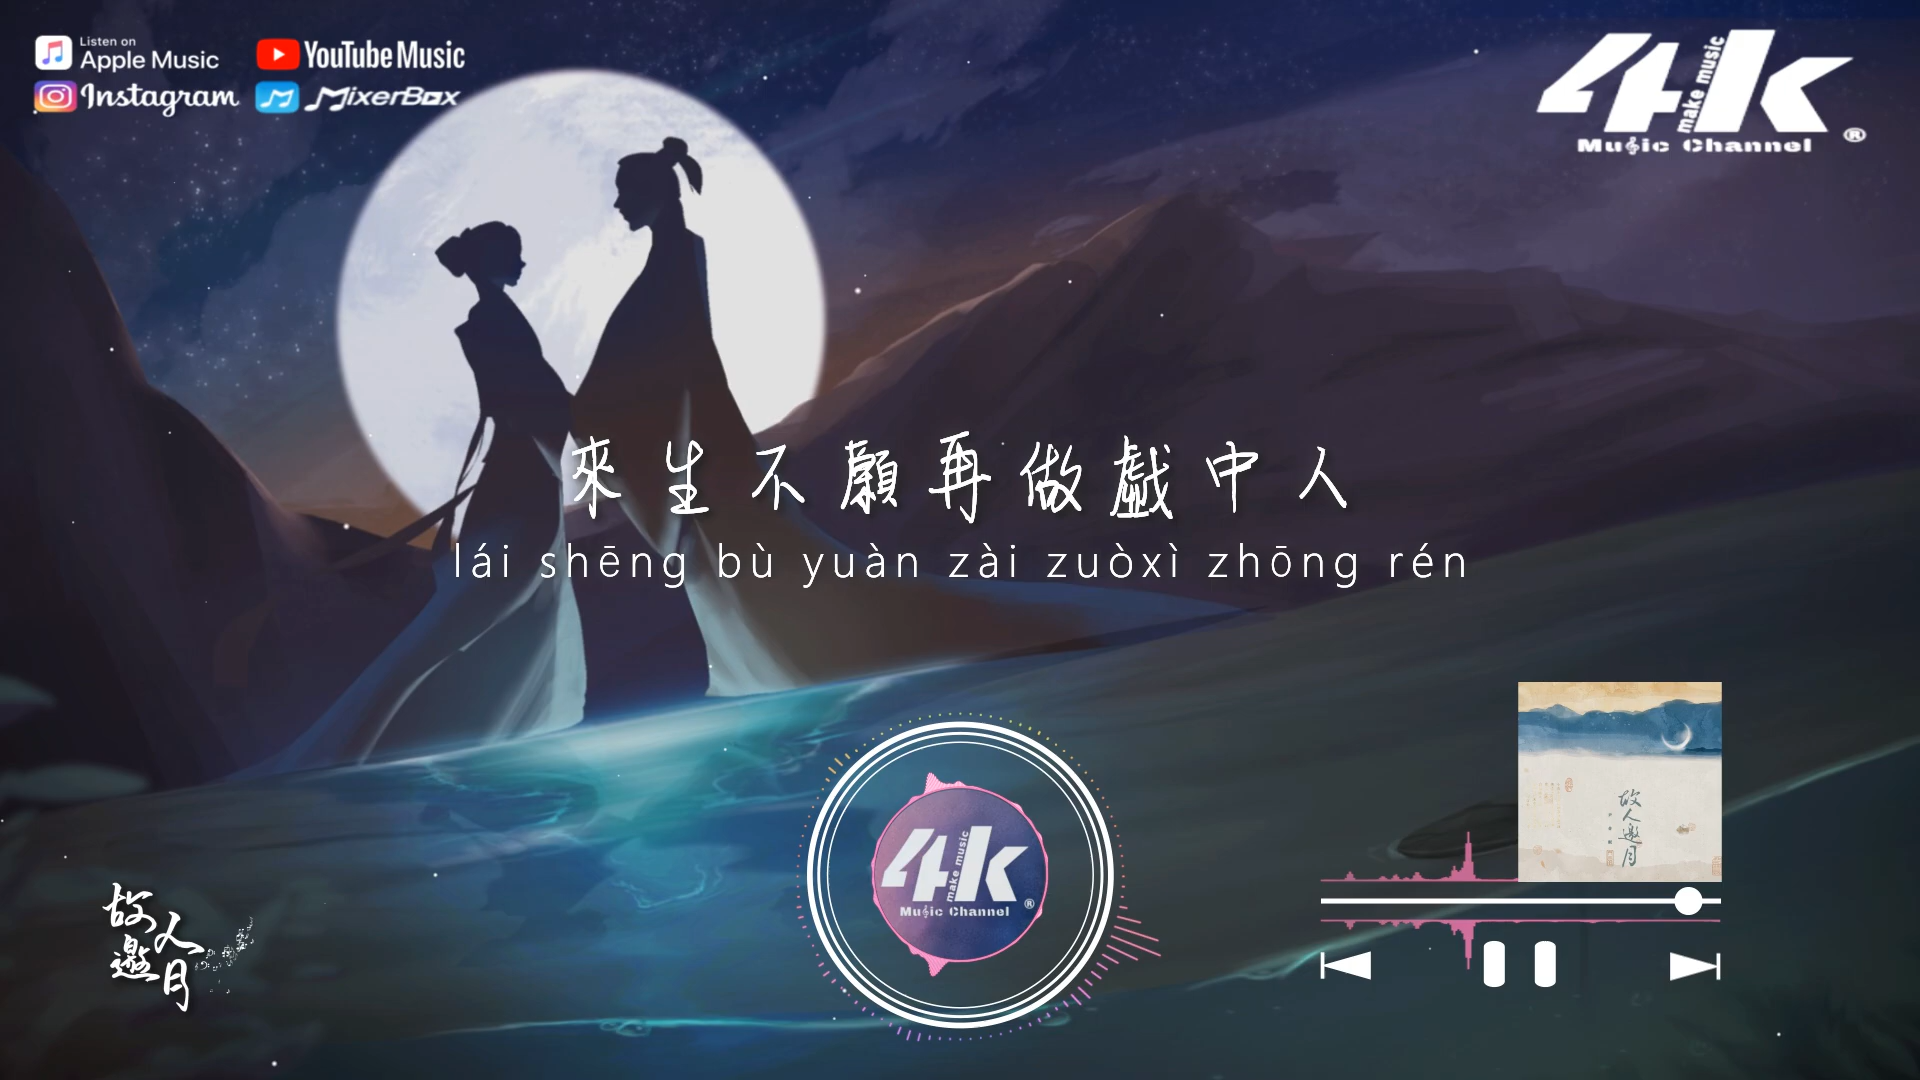 Listen on
Apple Music
YouTube Music
Instagram
MixerBox
4k
make music
Music Channel
®
來生不願再做戲中人
lái shēng bù yuàn zài zuòxì zhōng rén
4k
make music
Music Channel
®
故人邀月
故人邀月